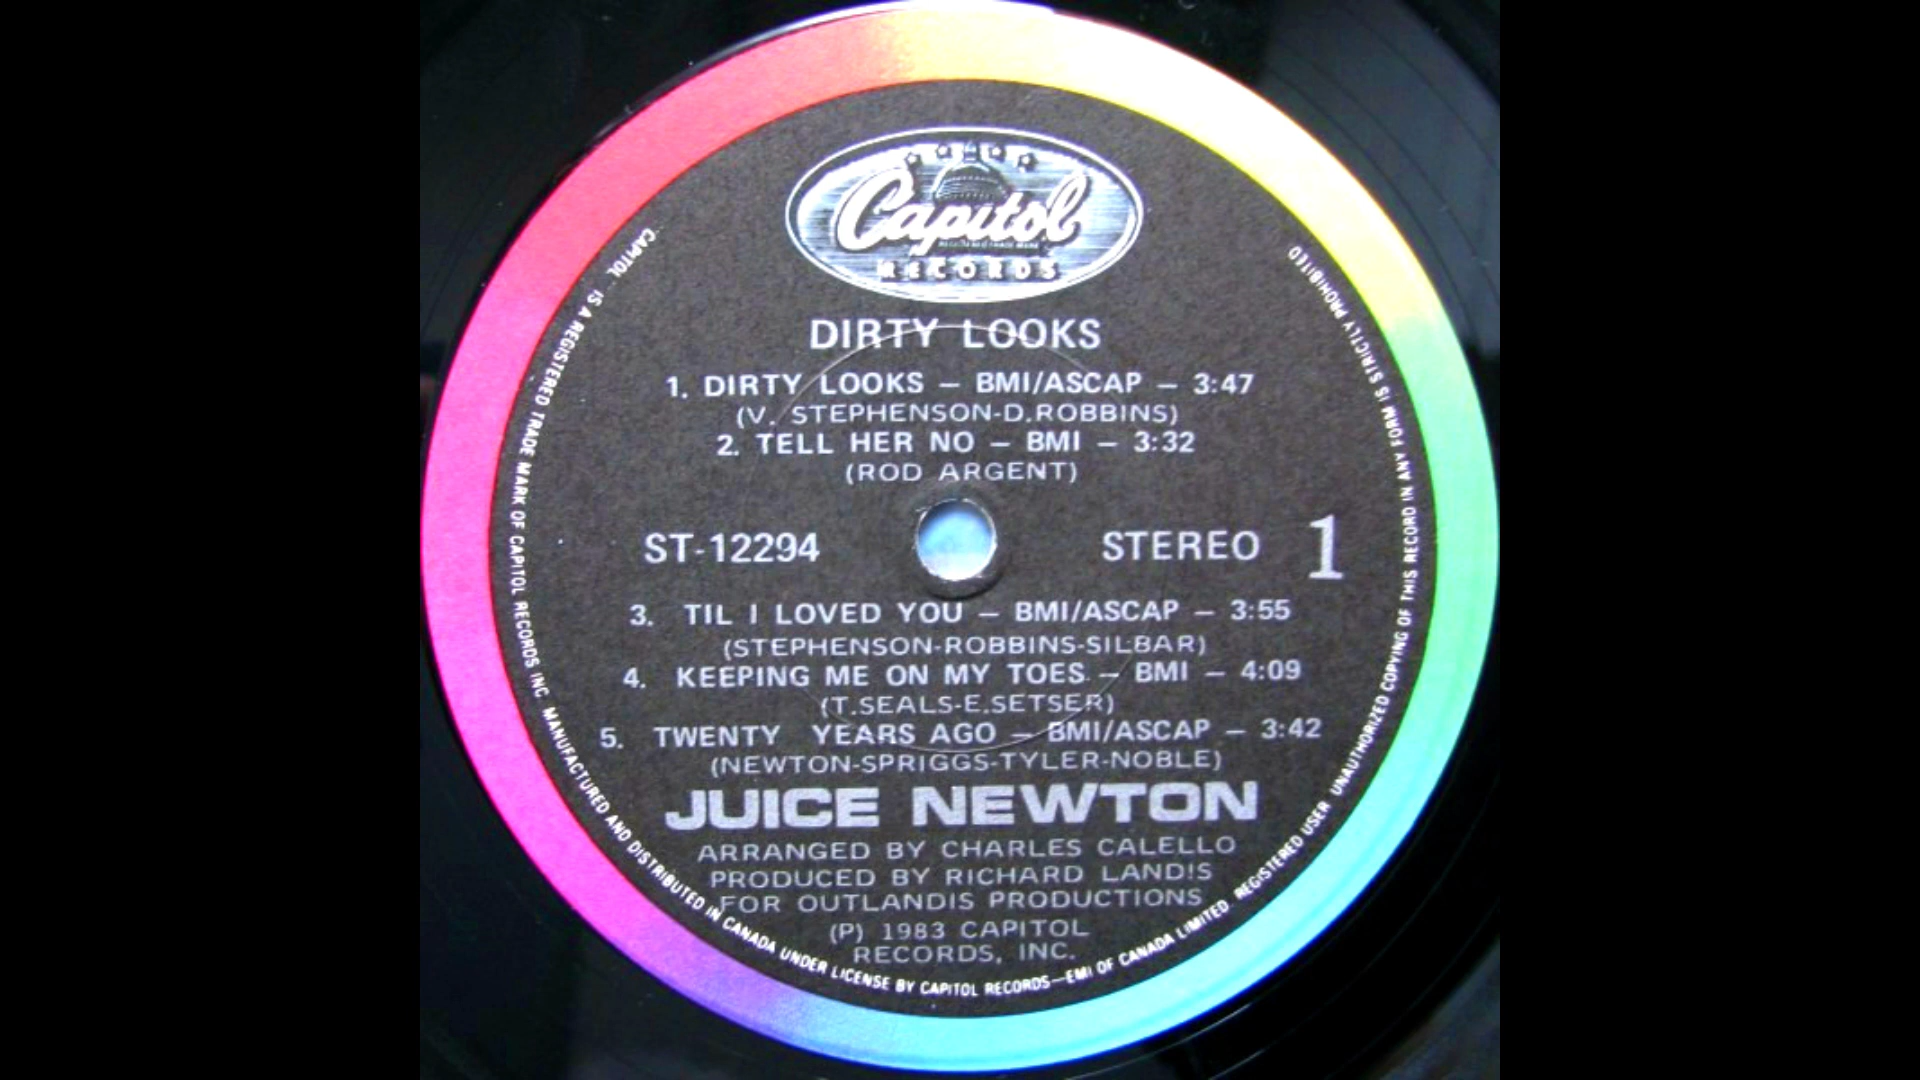 Capitol
RECORDS
DIRTY LOOKS
1. DIRTY LOOKS – BMI/ASCAP – 3:47
(V. STEPHENSON-D.ROBBINS)
2. TELL HER NO – BMI – 3:32
(ROD ARGENT)
ST-12294 STEREO 1
3. TIL I LOVED YOU – BMI/ASCAP – 3:55
(STEPHENSON-ROBBINS-SILBAR)
4. KEEPING ME ON MY TOES – BMI – 4:09
(T.SEALS-E.SETSER)
5. TWENTY YEARS AGO – BMI/ASCAP – 3:42
(NEWTON-SPRIGGS-TYLER-NOBLE)
JUICE NEWTON
ARRANGED BY CHARLES CALELLO
PRODUCED BY RICHARD LANDIS
FOR OUTLANDIS PRODUCTIONS
(P) 1983 CAPITOL
RECORDS, INC.
CAPITOL IS A REGISTERED TRADE MARK OF CAPITOL RECORDS INC. MANUFACTURED AND DISTRIBUTED IN CANADA UNDER LICENSE BY CAPITOL RECORDS—EMI OF CANADA LIMITED. REGISTERED USER. UNAUTHORIZED COPYING OF THIS RECORD IN ANY FORM IS STRICTLY PROHIBITED